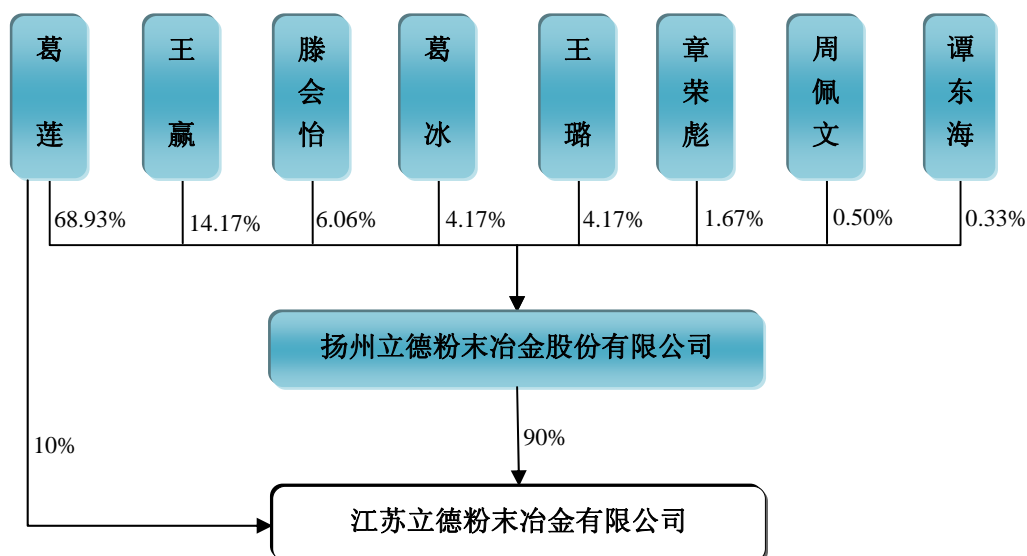 葛莲
王赢
滕会怡
葛冰
王璐
章荣彪
周佩文
谭东海
68.93%
14.17%
6.06%
4.17%
4.17%
1.67%
0.50%
0.33%
扬州立德粉末冶金股份有限公司
10%
90%
江苏立德粉末冶金有限公司